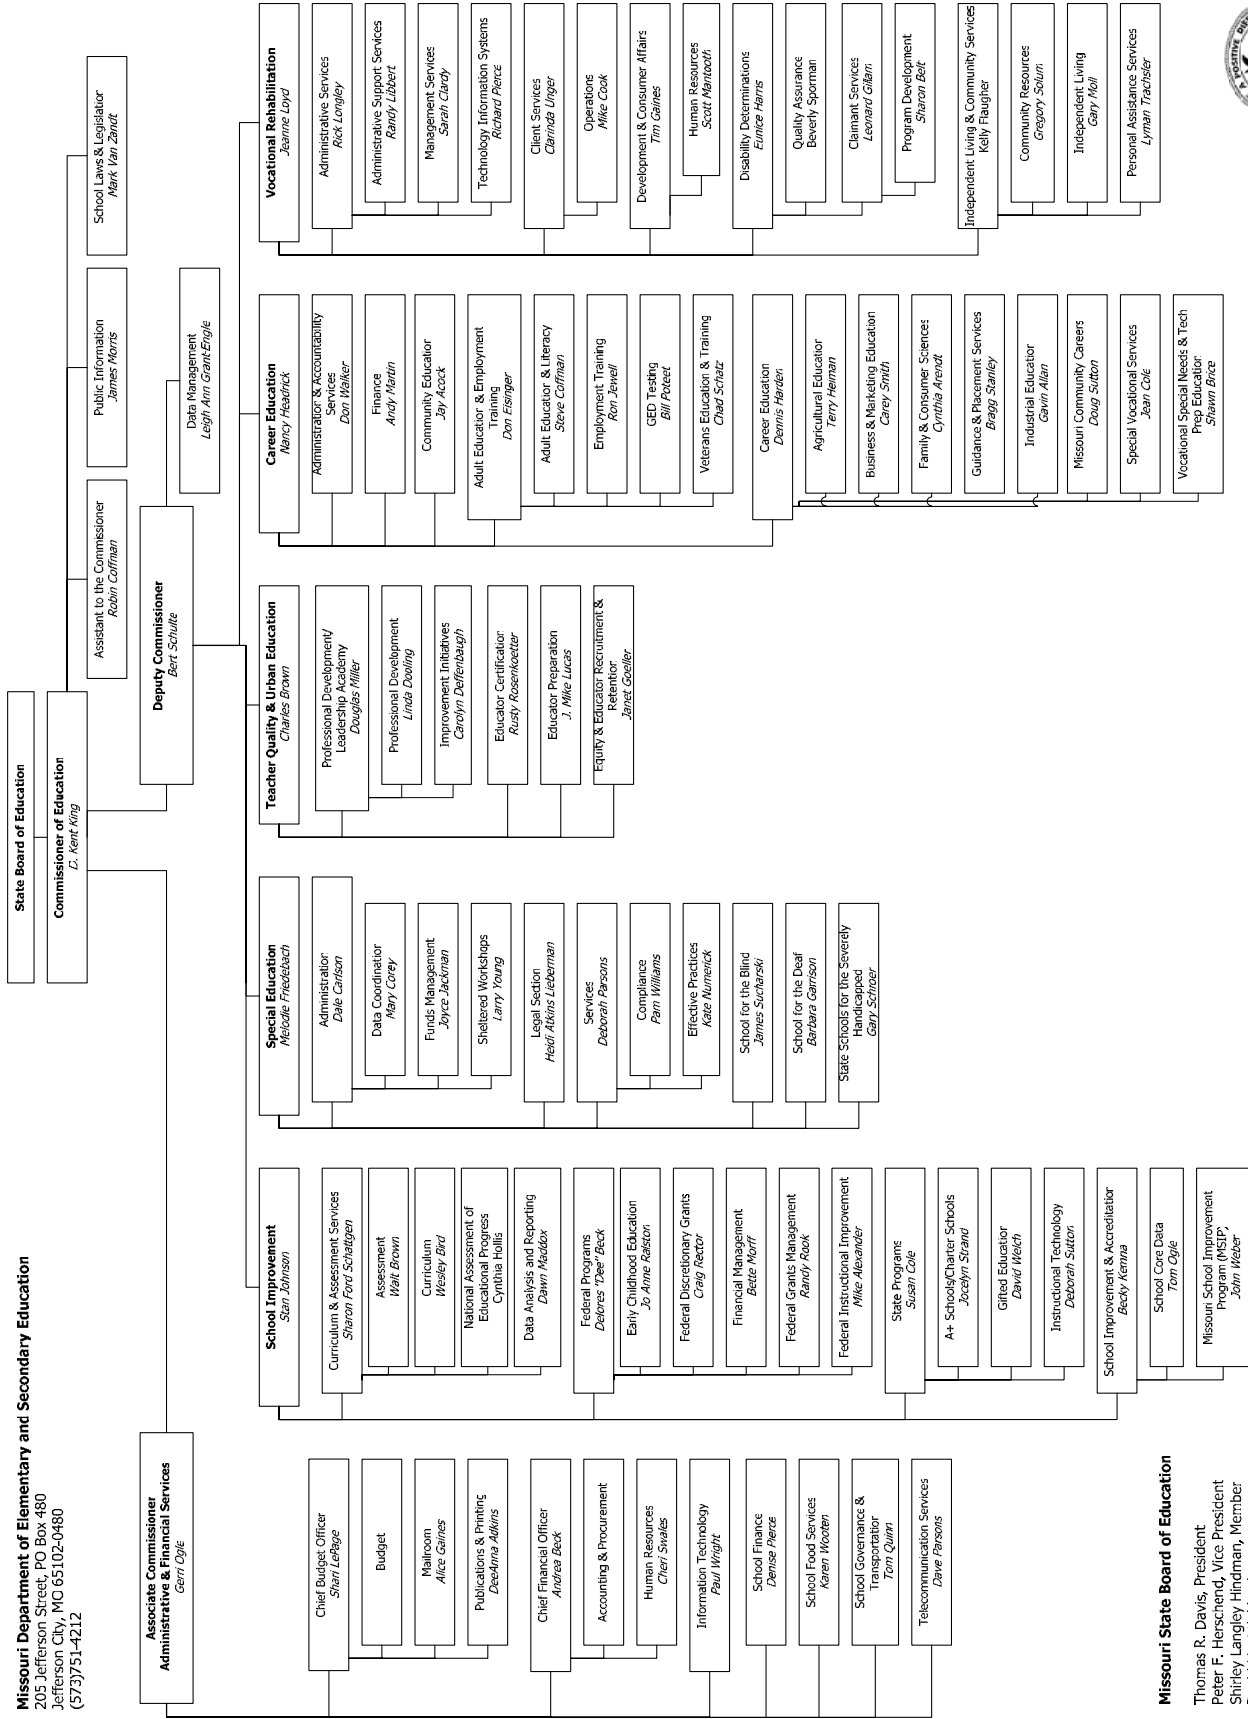 Missouri Department of Elementary and Secondary Education
205 Jefferson Street, PO Box 480
Jefferson City, MO 65102-0480
(573)751-4212
State Board of Education
Commissioner of Education
D. Kent King
Assistant to the Commissioner
Robin Coffman
Public Information
James Morris
School Laws & Legislation
Mark Van Zandt
Deputy Commissioner
Bert Schulte
Data Management
Leigh Ann Grant-Engle
Associate Commissioner
Administrative & Financial Services
Gerri Ogle
Chief Budget Officer
Shari LePage
Budget
Mailroom
Alice Gaines
Publications & Printing
DeeAnna Adkins
Chief Financial Officer
Andrea Beck
Accounting & Procurement
Human Resources
Cheri Swales
Information Technology
Paul Wright
School Finance
Denise Pierce
School Food Services
Karen Wooten
School Governance &
Transportation
Tom Quinn
Telecommunication Services
Dave Parsons
School Improvement
Stan Johnson
Curriculum & Assessment Services
Sharon Ford Schattgen
Assessment
Walt Brown
Curriculum
Wesley Bird
National Assessment of
Educational Progress
Cynthia Hollis
Data Analysis and Reporting
Dawn Maddox
Federal Programs
Delores "Dee" Beck
Early Childhood Education
Jo Anne Ralston
Federal Discretionary Grants
Craig Rector
Financial Management
Bette Morff
Federal Grants Management
Randy Rook
Federal Instructional Improvement
Mike Alexander
State Programs
Susan Cole
A+ Schools/Charter Schools
Jocelyn Strand
Gifted Education
David Welch
Instructional Technology
Deborah Sutton
School Improvement & Accreditation
Becky Kemna
School Core Data
Tom Ogle
Missouri School Improvement
Program (MSIP)
John Weber
Special Education
Melodie Friedebach
Administration
Dale Carlson
Data Coordination
Mary Corey
Funds Management
Joyce Jackman
Sheltered Workshops
Larry Young
Legal Section
Heidi Atkins Lieberman
Services
Deborah Parsons
Compliance
Pam Williams
Effective Practices
Kate Numerick
School for the Blind
James Sucharski
School for the Deaf
Barbara Garrison
State Schools for the Severely
Handicapped
Gary Schroer
Teacher Quality & Urban Education
Charles Brown
Professional Development/
Leadership Academy
Douglas Miller
Professional Development
Linda Dooling
Improvement Initiatives
Carolyn Deffenbaugh
Educator Certification
Rusty Rosenkoetter
Educator Preparation
J. Mike Lucas
Equity & Educator Recruitment &
Retention
Janet Goeller
Career Education
Nancy Headrick
Administration & Accountability
Services
Don Walker
Finance
Andy Martin
Community Education
Jay Acock
Adult Education & Employment
Training
Don Eisinger
Adult Education & Literacy
Steve Coffman
Employment Training
Ron Jewell
GED Testing
Bill Poteet
Veterans Education & Training
Chad Schatz
Career Education
Dennis Harden
Agricultural Education
Terry Heiman
Business & Marketing Education
Carey Smith
Family & Consumer Sciences
Cynthia Arendt
Guidance & Placement Services
Bragg Stanley
Industrial Education
Gavin Allan
Missouri Community Careers
Doug Sutton
Special Vocational Services
Jean Cole
Vocational Special Needs & Tech
Prep Education
Shawn Brice
Vocational Rehabilitation
Jeanne Loyd
Administrative Services
Rick Longley
Administrative Support Services
Randy Libbert
Management Services
Sarah Clardy
Technology Information Systems
Richard Pierce
Client Services
Clarinda Unger
Operations
Mike Cook
Development & Consumer Affairs
Tim Gaines
Human Resources
Scott Mantooth
Disability Determinations
Eunice Harris
Quality Assurance
Beverly Sporman
Claimant Services
Leonard Gillam
Program Development
Sharon Belt
Independent Living & Community Services
Kelly Flaugher
Community Resources
Gregory Solum
Independent Living
Gary Moll
Personal Assistance Services
Lyman Trachsler
Missouri State Board of Education
Thomas R. Davis, President
Peter F. Herschend, Vice President
Shirley Langley Hindman, Member
A POSITIVE